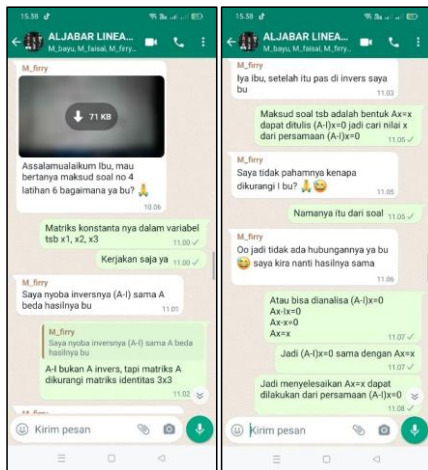 15.38
ALJABAR LINEA...
M_bayu, M_faisal, M_firry..
M_firry
71 KB
Assalamualaikum Ibu, mau
bertanya maksud soal no 4
latihan 6 bagaimana ya bu? 🙏
10.06
Matriks konstanta nya dalam variabel
tsb x1, x2, x3
11.00
Kerjakan saja ya
11.00
M_firry
Saya nyoba inversnya (A-I) sama A
beda hasilnya bu
11.01
M_firry
Saya nyoba inversnya (A-I) sama A beda
hasilnya bu
A-I bukan A invers, tapi matriks A
dikurangi matriks identitas 3x3
11.02
M_firry
Kirim pesan
15.38
ALJABAR LINEA...
M_bayu, M_faisal, M_firry..
M_firry
Iya ibu, setelah itu pas di invers saya
bu
11.03
Maksud soal tsb adalah bentuk Ax=x
dapat ditulis (A-I)x=0 jadi cari nilai x
dari persamaan (A-I)x=0
11.05
M_firry
Saya tidak pahamnya kenapa
dikurangi I bu? 🙏😅
11.05
Namanya itu dari soal
11.05
M_firry
Oo jadi tidak ada hubungannya ya bu
😅 saya kira nanti hasilnya sama
11.06
Atau bisa dianalisa (A-I)x=0
Ax-Ix=0
Ax-x=0
Ax=x
11.07
Jadi (A-I)x=0 sama dengan Ax=x
11.07
Jadi menyelesaikan Ax=x dapat
dilakukan dari persamaan (A-I)x=0
11.08
Kirim pesan